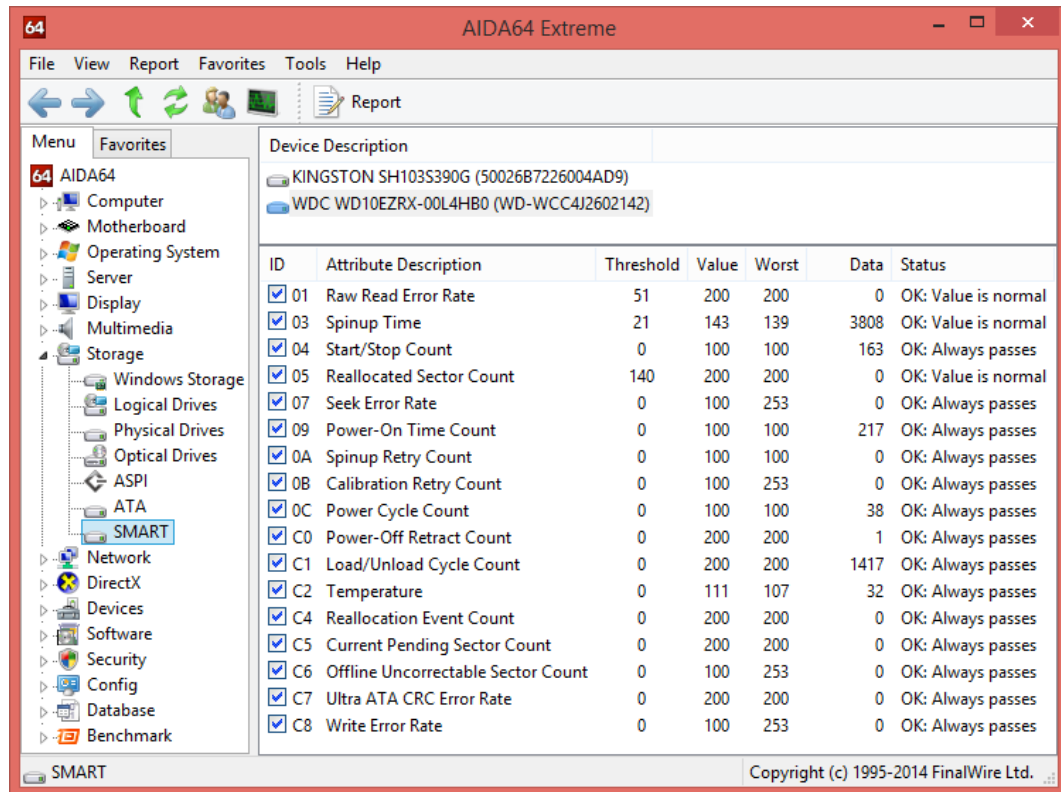 64 AIDA64 Extreme
File View Report Favorites Tools Help
Report
Menu Favorites
64 AIDA64
Computer
Motherboard
Operating System
Server
Display
Multimedia
Storage
Windows Storage
Logical Drives
Physical Drives
Optical Drives
ASPI
ATA
SMART
Network
DirectX
Devices
Software
Security
Config
Database
Benchmark
Device Description
KINGSTON SH103S390G (50026B7226004AD9)
WDC WD10EZRX-00L4HB0 (WD-WCC4J2602142)
ID Attribute Description Threshold Value Worst Data Status
01 Raw Read Error Rate 51 200 200 0 OK: Value is normal
03 Spinup Time 21 143 139 3808 OK: Value is normal
04 Start/Stop Count 0 100 100 163 OK: Always passes
05 Reallocated Sector Count 140 200 200 0 OK: Value is normal
07 Seek Error Rate 0 100 253 0 OK: Always passes
09 Power-On Time Count 0 100 100 217 OK: Always passes
0A Spinup Retry Count 0 100 100 0 OK: Always passes
0B Calibration Retry Count 0 100 253 0 OK: Always passes
0C Power Cycle Count 0 100 100 38 OK: Always passes
C0 Power-Off Retract Count 0 200 200 1 OK: Always passes
C1 Load/Unload Cycle Count 0 200 200 1417 OK: Always passes
C2 Temperature 0 111 107 32 OK: Always passes
C4 Reallocation Event Count 0 200 200 0 OK: Always passes
C5 Current Pending Sector Count 0 200 200 0 OK: Always passes
C6 Offline Uncorrectable Sector Count 0 100 253 0 OK: Always passes
C7 Ultra ATA CRC Error Rate 0 200 200 0 OK: Always passes
C8 Write Error Rate 0 100 253 0 OK: Always passes
SMART
Copyright (c) 1995-2014 FinalWire Ltd.